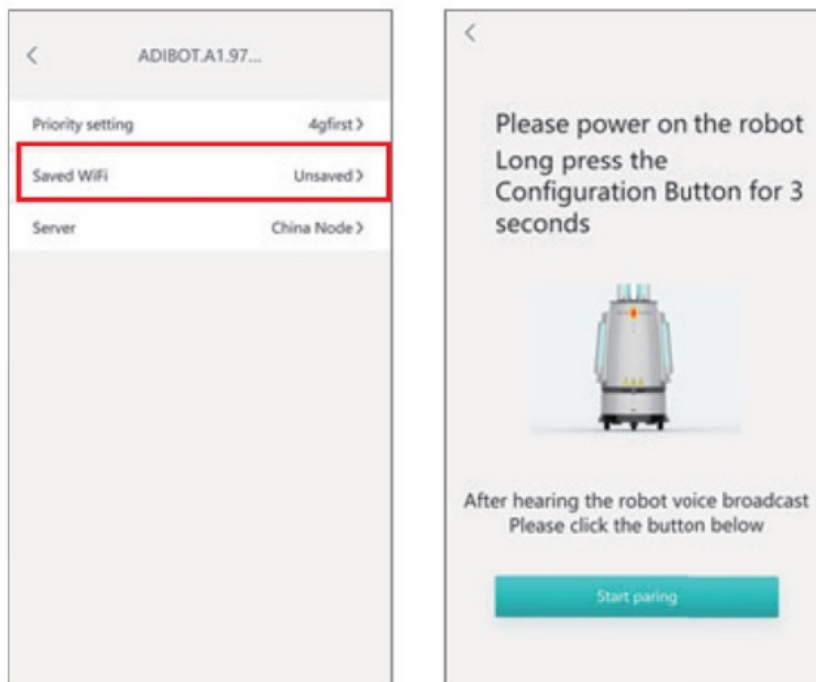 ADIBOT.A1.97...
Priority setting 4gfirst >
Saved WiFi Unsaved >
Server China Node >
Please power on the robot
Long press the
Configuration Button for 3
seconds
After hearing the robot voice broadcast
Please click the button below
Start paring